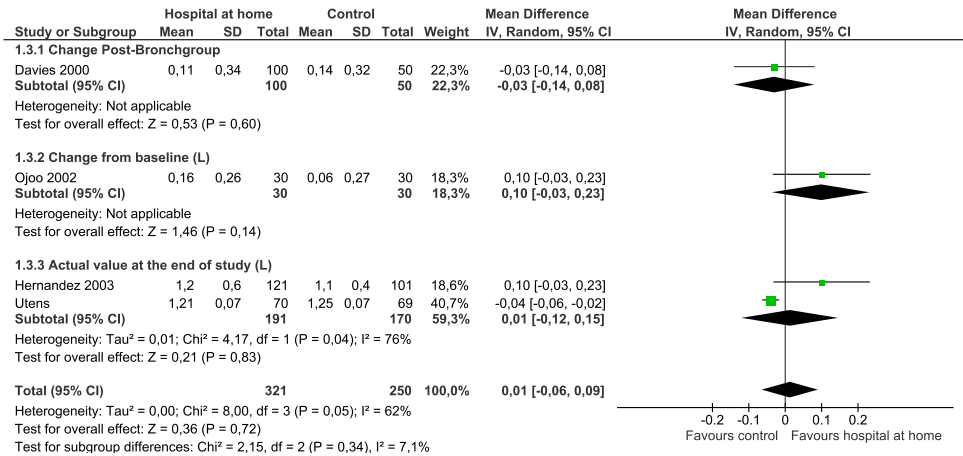 Hospital at home Control Mean Difference Mean Difference
Study or Subgroup Mean SD Total Mean SD Total Weight IV, Random, 95% CI IV, Random, 95% CI
1.3.1 Change Post-Bronchgroup
Davies 2000 0,11 0,34 100 0,14 0,32 50 22,3% -0,03 [-0,14, 0,08]
Subtotal (95% CI) 100 50 22,3% -0,03 [-0,14, 0,08]
Heterogeneity: Not applicable
Test for overall effect: Z = 0,53 (P = 0,60)
1.3.2 Change from baseline (L)
Ojoo 2002 0,16 0,26 30 0,06 0,27 30 18,3% 0,10 [-0,03, 0,23]
Subtotal (95% CI) 30 30 18,3% 0,10 [-0,03, 0,23]
Heterogeneity: Not applicable
Test for overall effect: Z = 1,46 (P = 0,14)
1.3.3 Actual value at the end of study (L)
Hernandez 2003 1,2 0,6 121 1,1 0,4 101 18,6% 0,10 [-0,03, 0,23]
Utens 1,21 0,07 70 1,25 0,07 69 40,7% -0,04 [-0,06, -0,02]
Subtotal (95% CI) 191 170 59,3% 0,01 [-0,12, 0,15]
Heterogeneity: Tau² = 0,01; Chi² = 4,17, df = 1 (P = 0,04); I² = 76%
Test for overall effect: Z = 0,21 (P = 0,83)
Total (95% CI) 321 250 100,0% 0,01 [-0,06, 0,09]
Heterogeneity: Tau² = 0,00; Chi² = 8,00, df = 3 (P = 0,05); I² = 62%
Test for overall effect: Z = 0,36 (P = 0,72)
Test for subgroup differences: Chi² = 2,15, df = 2 (P = 0,34), I² = 7,1%
-0.2 -0.1 0 0.1 0.2
Favours control Favours hospital at home